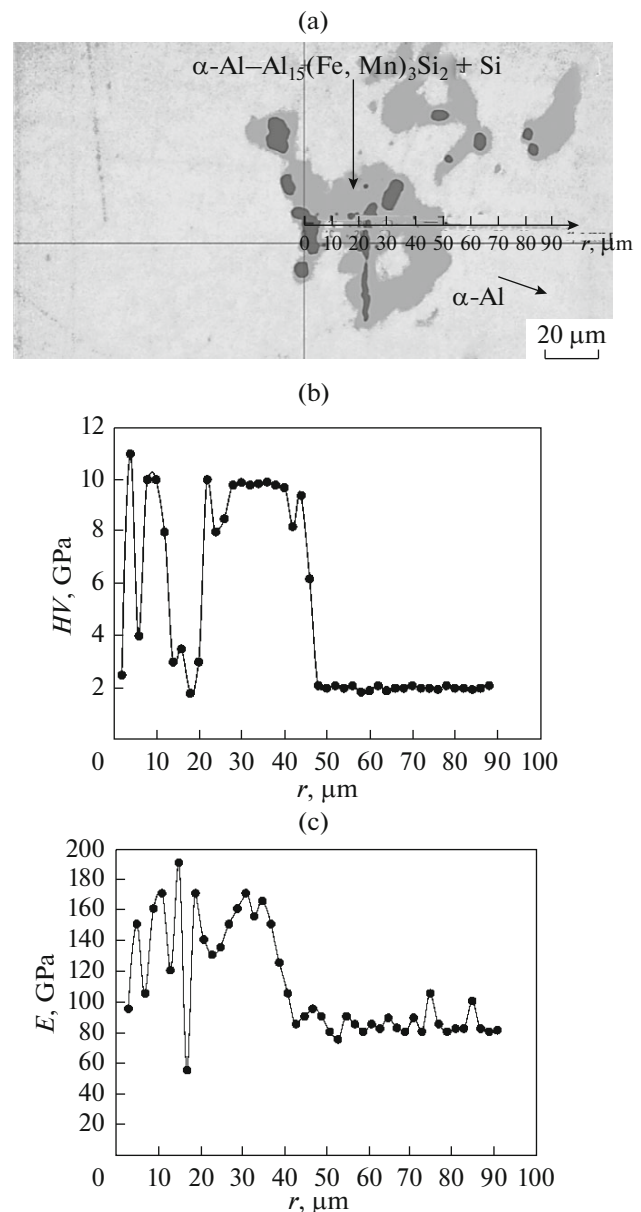 (a)
α-Al–Al15(Fe, Mn)3Si2 + Si
0 10 20 30 40 50 60 70 80 90 r, μm
α-Al
20 μm
(b)
12
10
8
6
4
2
HV, GPa
0 10 20 30 40 50 60 70 80 90 100
r, μm
(c)
200
180
160
140
120
100
80
60
40
20
E, GPa
0 10 20 30 40 50 60 70 80 90 100
r, μm